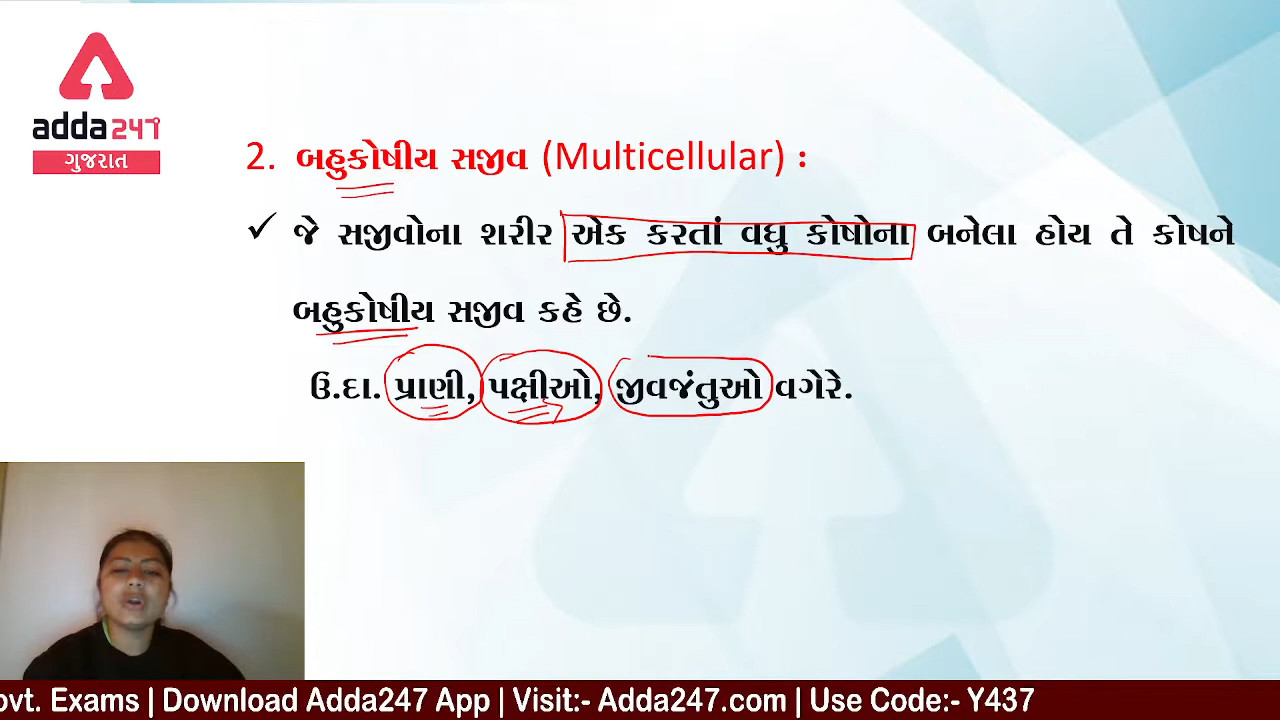 adda247
ગુજરાત
2. બહુકોષીય સજીવ (Multicellular) :
✓ જે સજીવોના શરીર એક કરતાં વધુ કોષોના બનેલા હોય તે કોષને
બહુકોષીય સજીવ કહે છે.
ઉ.દા. પ્રાણી, પક્ષીઓ, જીવજંતુઓ વગેરે.
ovt. Exams | Download Adda247 App | Visit:- Adda247.com | Use Code:- Y437